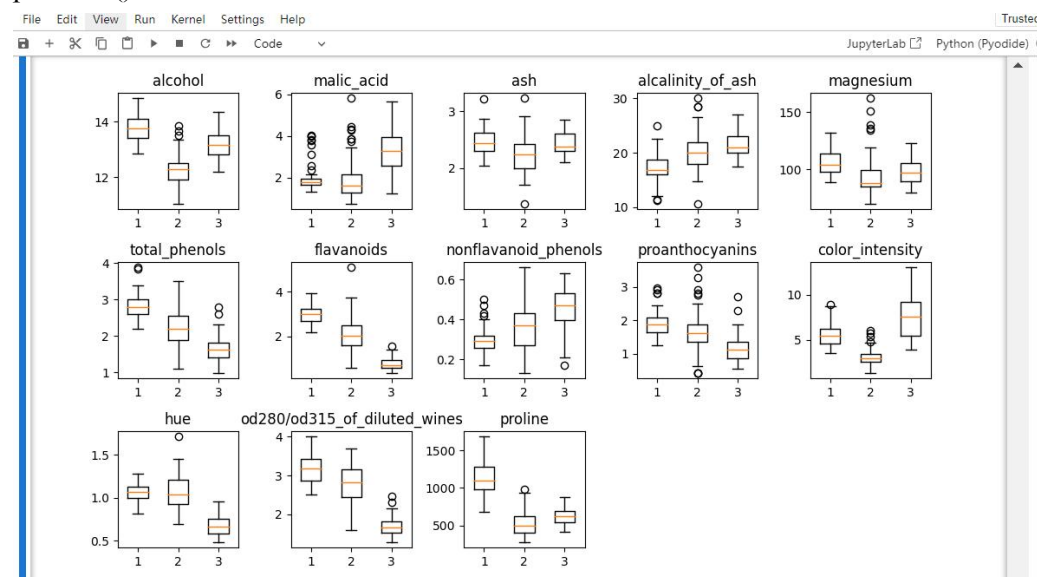 File Edit View Run Kernel Settings Help Trusted
Code JupyterLab Python (Pyodide)
alcohol malic_acid ash alcalinity_of_ash magnesium
14
12
1 2 3
6
4
2
1 2 3
3
2
1 2 3
30
20
10
1 2 3
150
100
1 2 3
total_phenols flavanoids nonflavanoid_phenols proanthocyanins color_intensity
4
3
2
1
1 2 3
4
2
1 2 3
0.6
0.4
0.2
1 2 3
3
2
1
1 2 3
10
5
1 2 3
hue od280/od315_of_diluted_wines proline
1.5
1.0
0.5
1 2 3
4
3
2
1 2 3
1500
1000
500
1 2 3